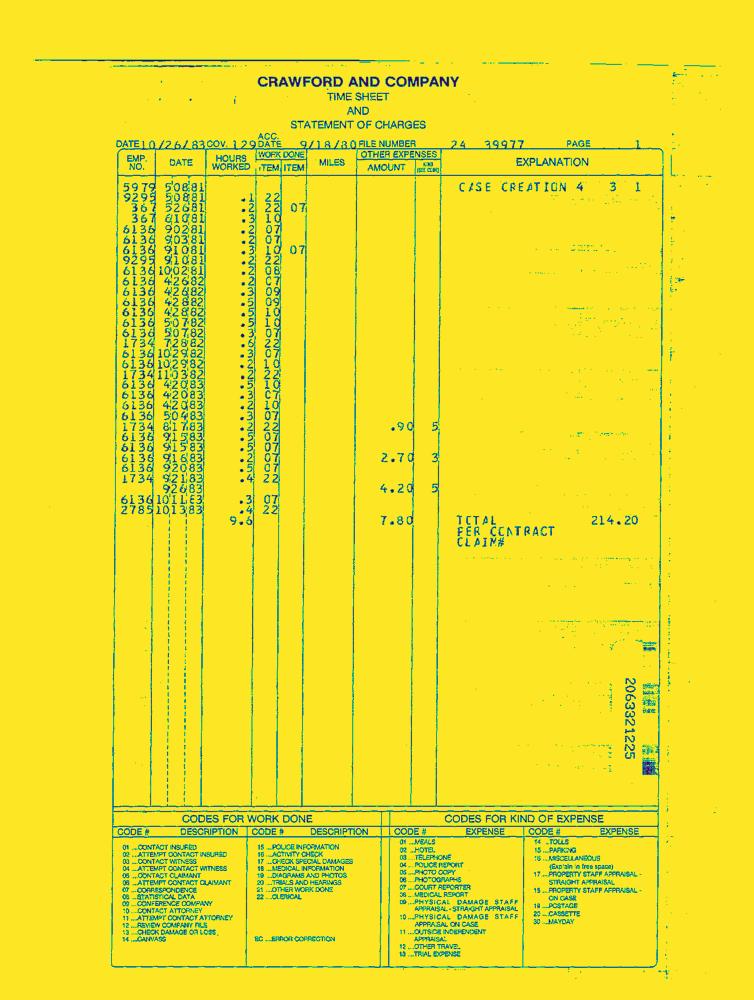 CRAWFORD AND COMPANY
TIME SHEET
AND
STATEMENT OF CHARGES
DATE 10/26/83 COV. 129 ACC. DATE 9/18/80 FILE NUMBER 24 39977 PAGE 1
EMP. NO. DATE HOURS WORKED WORK DONE ITEM ITEM MILES OTHER EXPENSES AMOUNT KIND EXPLANATION
5979 50881 CASE CREATION 4 3 1
9295 50881 .1 22
367 52681 .2 22 07
367 61081 .3 10
6136 90281 .2 07
6136 90381 .2 07
6136 91081 .3 10 07
9295 91081 .2 22
6136 100281 .2 08
6136 42682 .2 07
6136 42682 .3 09
6136 42882 .5 09
6136 42882 .5 10
6136 50782 .5 10
6136 50782 .3 07
1734 72882 .6 22
6136 102982 .3 07
6136 102982 .2 10
1734 110382 .2 22
6136 42083 .5 10
6136 42083 .3 07
6136 42083 .2 10
6136 50483 .3 07
1734 81783 .2 22 .90 5
6136 91583 .5 07
6136 91583 .5 07
6136 91683 .2 07 2.70 3
6136 92083 .5 07
1734 92183 .4 22
92683 4.20 5
6136 101183 .3 07
2785 101383 .4 22
9.6 7.80 TOTAL 214.20
PER CONTRACT
CLAIM#
2063321225
CODES FOR WORK DONE
CODE # DESCRIPTION CODE # DESCRIPTION
01 ...CONTACT INSURED
02 ...ATTEMPT CONTACT INSURED
03 ...CONTACT WITNESS
04 ...ATTEMPT CONTACT WITNESS
05 ...CONTACT CLAIMANT
06 ...ATTEMPT CONTACT CLAIMANT
07 ...CORRESPONDENCE
08 ...STATISTICAL DATA
09 ...CONFERENCE COMPANY
10 ...CONTACT ATTORNEY
11 ...ATTEMPT CONTACT ATTORNEY
12 ...REVIEW COMPANY FILE
13 ...CHECK DAMAGE OR LOSS
14 ...CANVASS
15 ...POLICE INFORMATION
16 ...ACTIVITY CHECK
17 ...CHECK SPECIAL DAMAGES
18 ...MEDICAL INFORMATION
19 ...DIAGRAMS AND PHOTOS
20 ...TRIALS AND HEARINGS
21 ...OTHER WORK DONE
22 ...CLERICAL
EC ...ERROR CORRECTION
CODES FOR KIND OF EXPENSE
CODE # EXPENSE CODE # EXPENSE
01 ...MEALS
02 ...HOTEL
03 ...TELEPHONE
04 ...POLICE REPORT
05 ...PHOTO COPY
06 ...PHOTOGRAPHS
07 ...COURT REPORTER
08 ...MEDICAL REPORT
09 ...PHYSICAL DAMAGE STAFF
APPRAISAL - STRAIGHT APPRAISAL
10 ...PHYSICAL DAMAGE STAFF
APPRAISAL ON CASE
11 ...OUTSIDE INDEPENDENT
APPRAISAL
12 ...OTHER TRAVEL
13 ...TRIAL EXPENSE
14 ...TOLLS
15 ...PARKING
16 ...MISCELLANEOUS
(Explain in free space)
17 ...PROPERTY STAFF APPRAISAL -
STRAIGHT APPRAISAL
18 ...PROPERTY STAFF APPRAISAL -
ON CASE
19 ...POSTAGE
20 ...CASSETTE
30 ...MAYDAY